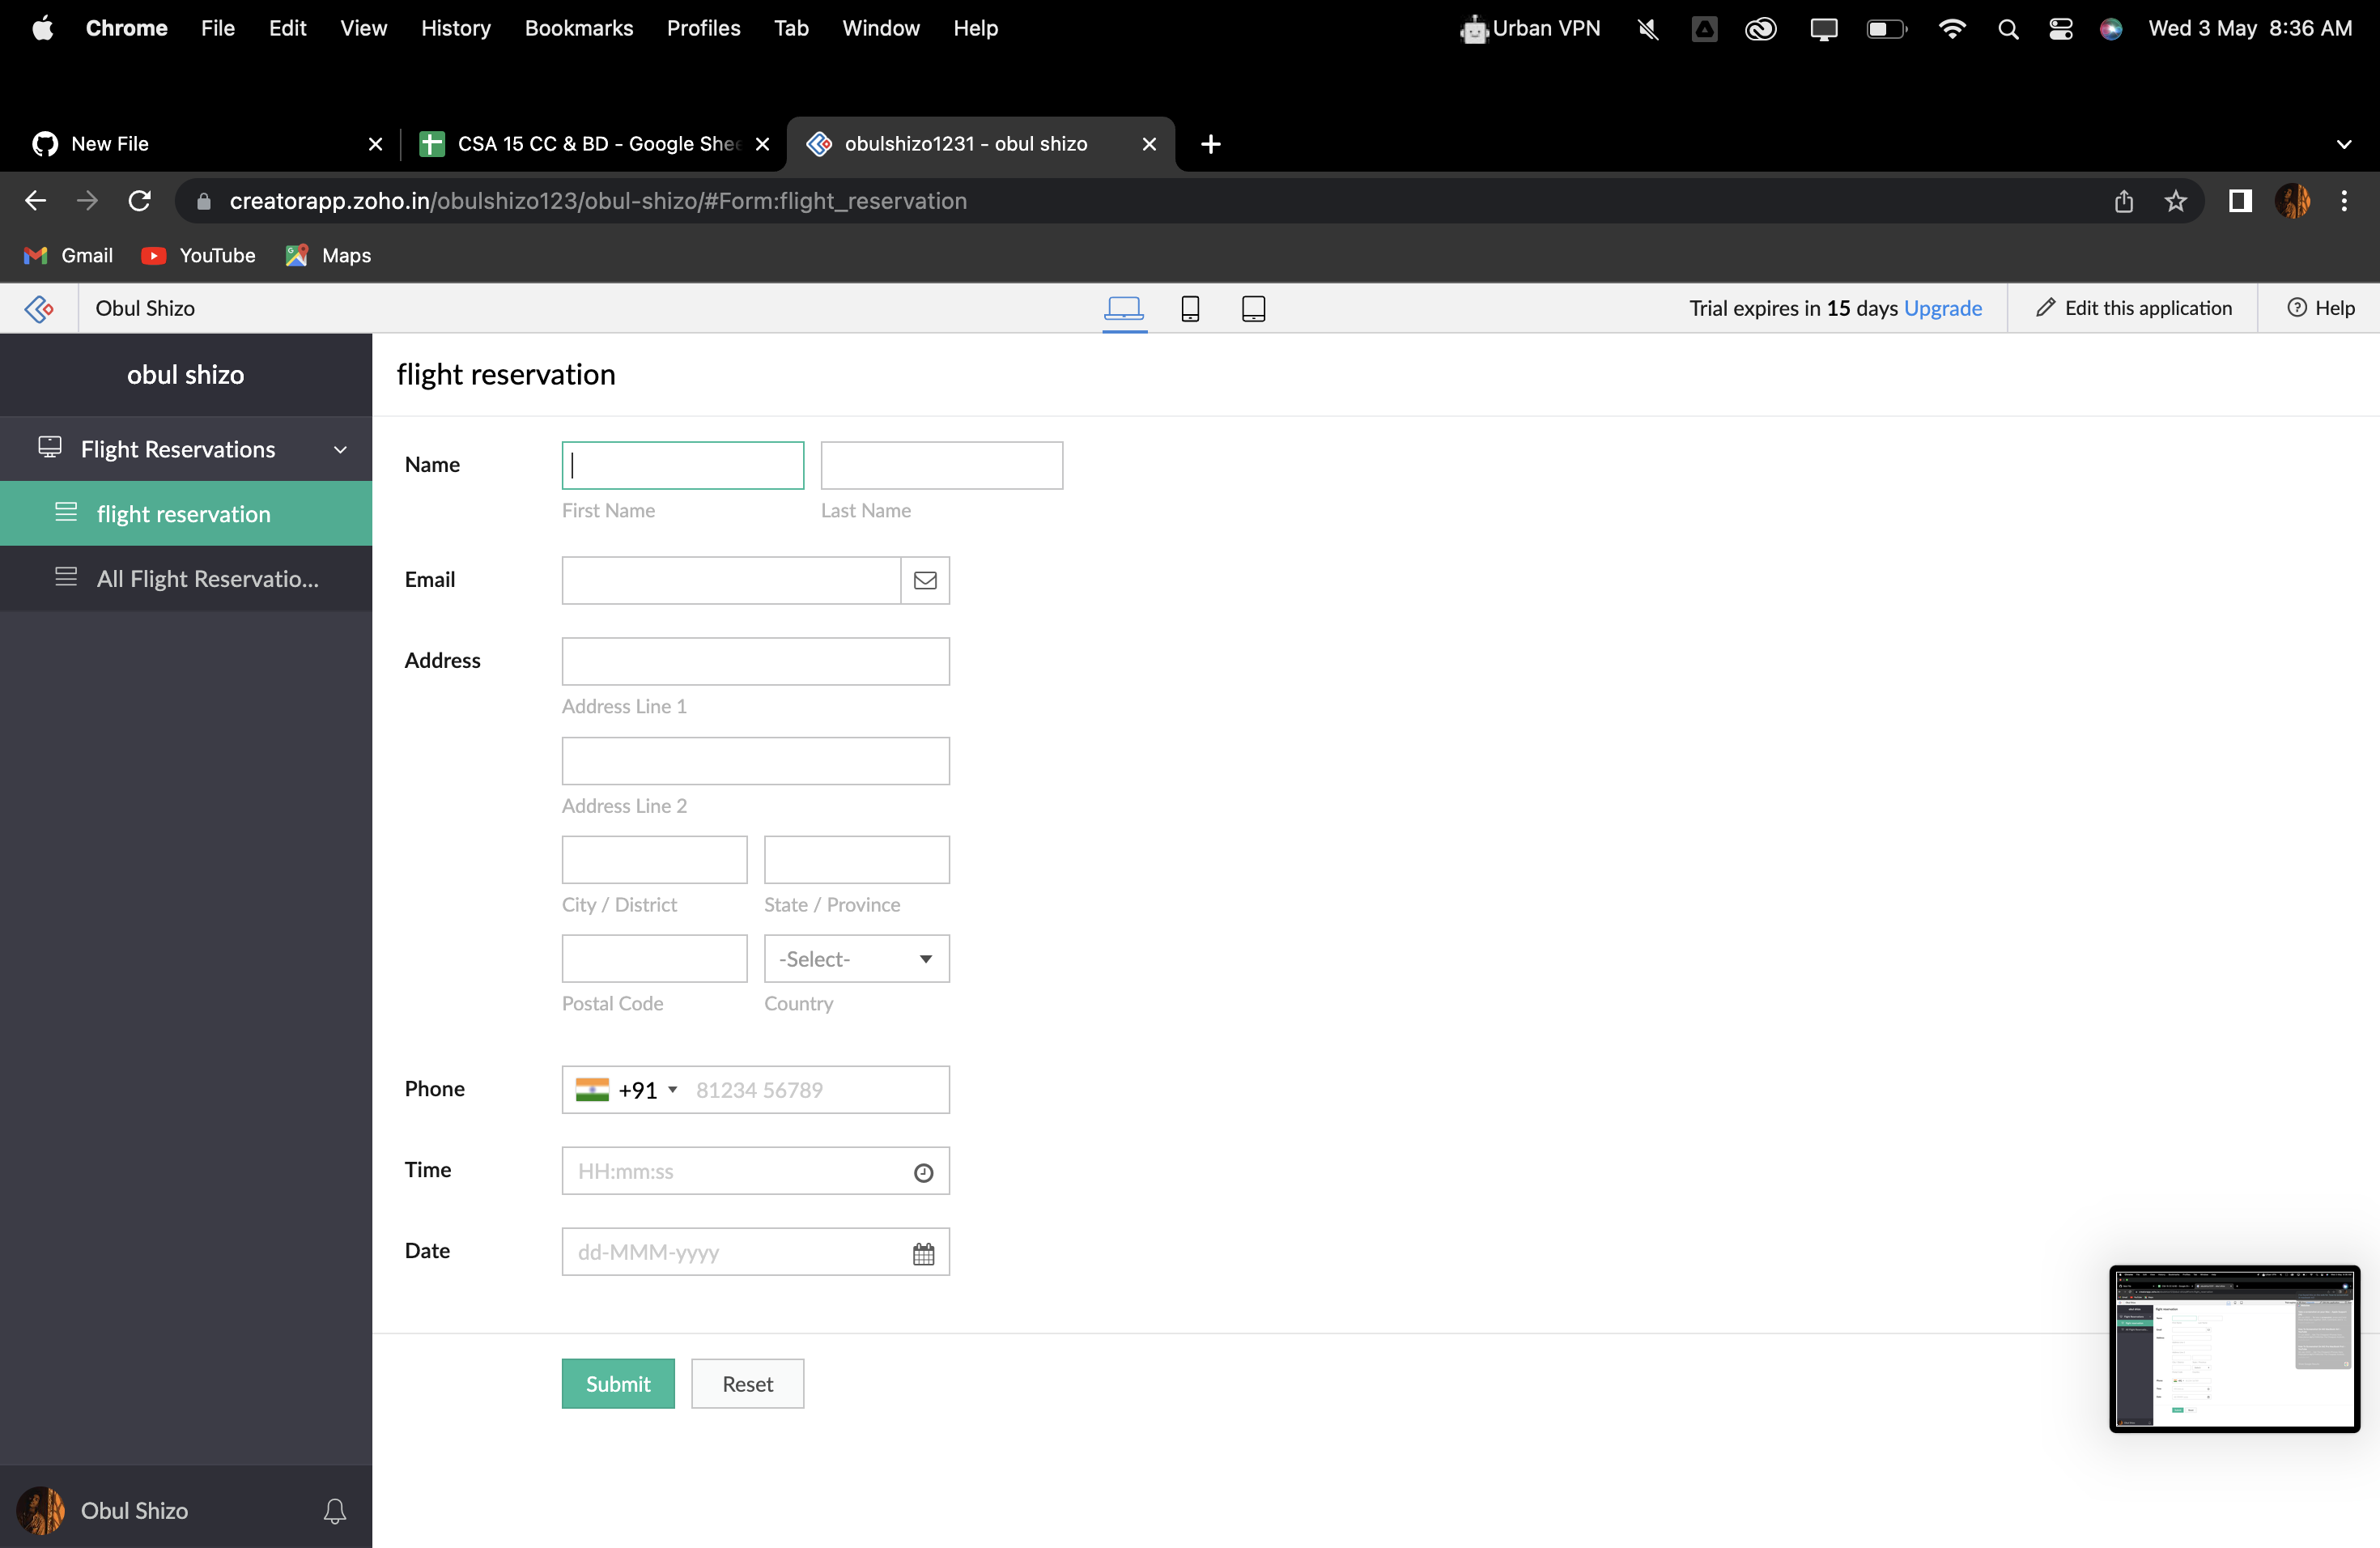 Chrome File Edit View History Bookmarks Profiles Tab Window Help Urban VPN Wed 3 May 8:36 AM
New File CSA 15 CC & BD - Google Shee obulshizo1231 - obul shizo
creatorapp.zoho.in/obulshizo123/obul-shizo/#Form:flight_reservation
Gmail YouTube Maps
Obul Shizo Trial expires in 15 days Upgrade Edit this application Help
obul shizo
Flight Reservations
flight reservation
All Flight Reservatio...
Obul Shizo
flight reservation
Name
First Name Last Name
Email
Address
Address Line 1
Address Line 2
City / District State / Province
-Select-
Postal Code Country
Phone +91 81234 56789
Time HH:mm:ss
Date dd-MMM-yyyy
Submit Reset